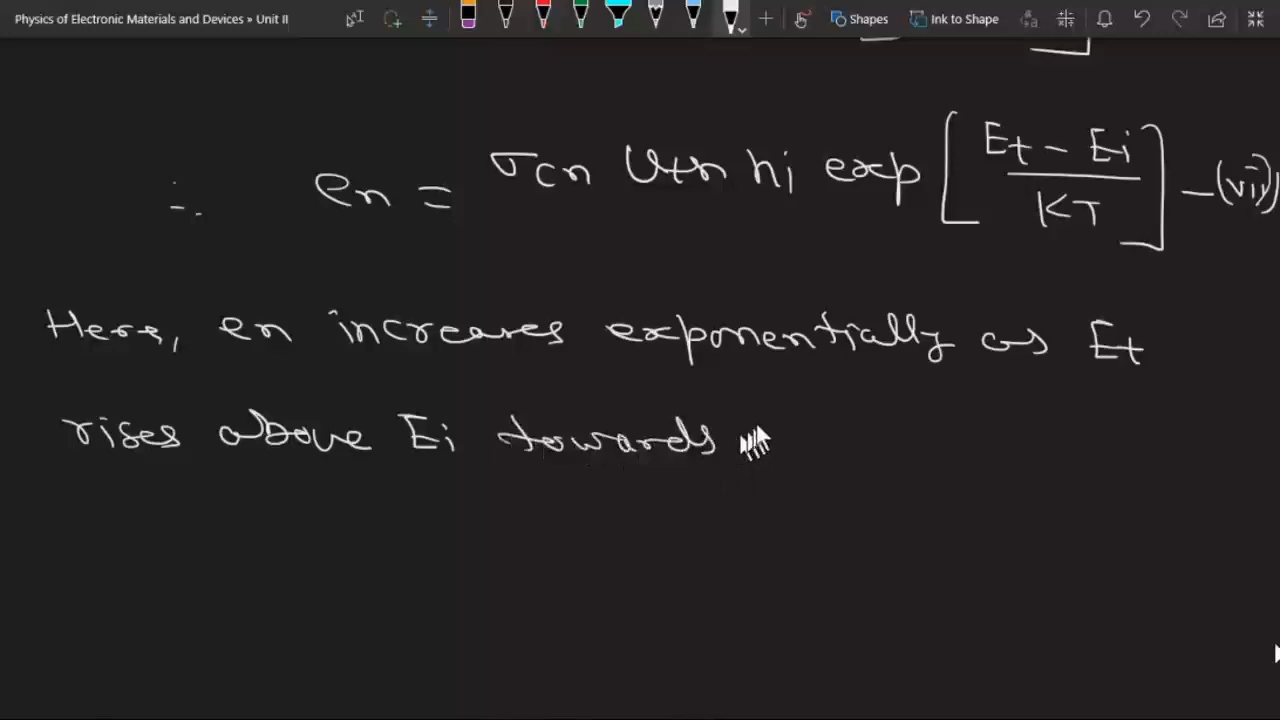 Physics of Electronic Materials and Devices » Unit II
Shapes
Ink to Shape
∴ en = σcn vtn ni exp [ Et - Ei / KT ] - (vii)
Here, en increases exponentially as Et
rises above Ei towards